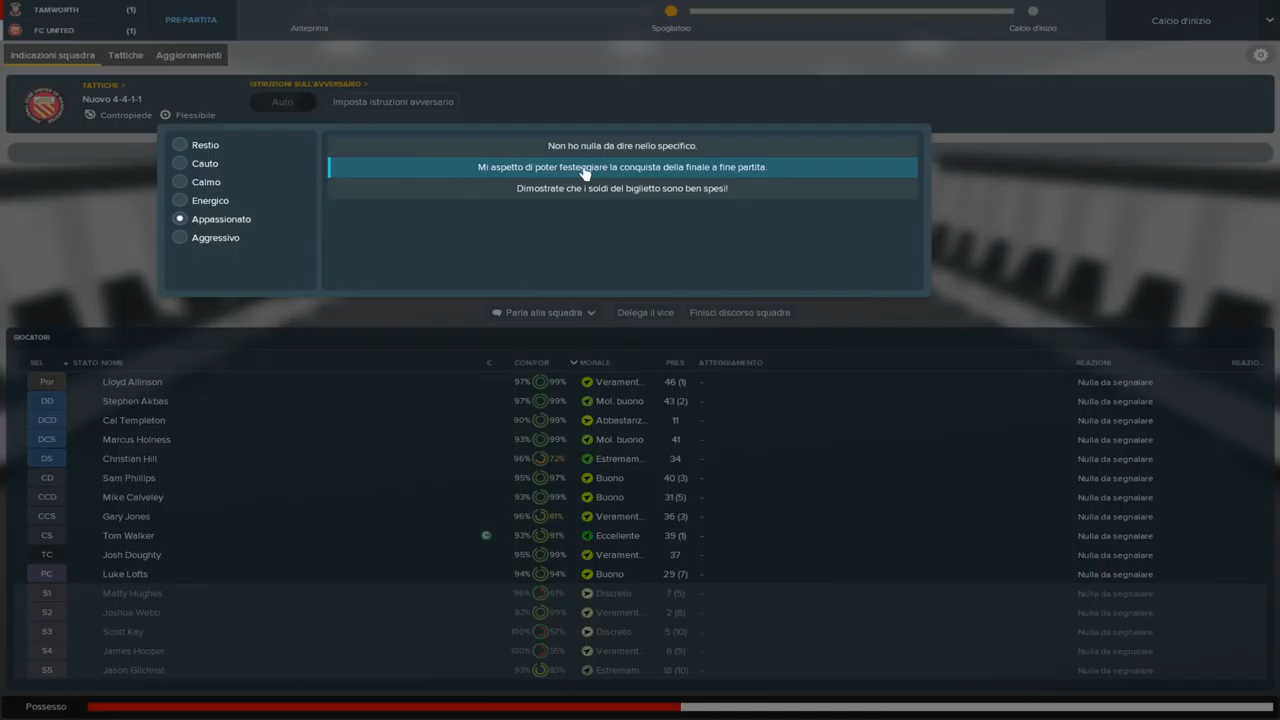 TAMWORTH (1)
FC UNITED (1)
PRE-PARTITA
Anteprima
Spogliatoio
Calcio d'inizio
Calcio d'inizio
Indicazioni squadra Tattiche Aggiornamenti
TATTICHE >
Nuovo 4-4-1-1
Contropiede Flessibile
ISTRUZIONI SULL'AVVERSARIO >
Auto Imposta istruzioni avversario
Restio
Cauto
Calmo
Energico
Appassionato
Aggressivo
Non ho nulla da dire nello specifico.
Mi aspetto di poter festeggiare la conquista della finale a fine partita.
Dimostrate che i soldi del biglietto sono ben spesi!
Parla alla squadra Delega il vice Finisci discorso squadra
GIOCATORI
SEL STATO NOME C CON/FOR MORALE PRES ATTEGGIAMENTO REAZIONI REAZIO...
Por Lloyd Allinson 97% 99% Verament... 46 (1) - Nulla da segnalare
DD Stephen Akbas 97% 99% Mol. buono 43 (2) - Nulla da segnalare
DCD Cal Templeton 90% 99% Abbastanz... 11 - Nulla da segnalare
DCS Marcus Holness 93% 99% Mol. buono 41 - Nulla da segnalare
DS Christian Hill 96% 72% Estremam... 34 - Nulla da segnalare
CD Sam Phillips 95% 97% Buono 40 (3) - Nulla da segnalare
CCD Mike Calveley 93% 99% Buono 31 (5) - Nulla da segnalare
CCS Gary Jones 96% 81% Verament... 36 (3) - Nulla da segnalare
CS Tom Walker C 93% 91% Eccellente 39 (1) - Nulla da segnalare
TC Josh Doughty 95% 99% Verament... 37 - Nulla da segnalare
PC Luke Lofts 94% 94% Buono 29 (7) - Nulla da segnalare
S1 Matty Hughes 96% 61% Discreto 7 (5) - Nulla da segnalare
S2 Joshua Webb 92% 99% Verament... 2 (8) - Nulla da segnalare
S3 Scott Kay 100% 57% Discreto 5 (10) - Nulla da segnalare
S4 James Hooper 100% 55% Verament... 6 (9) - Nulla da segnalare
S5 Jason Gilchrist 93% 83% Estremam... 18 (10) - Nulla da segnalare
Possesso